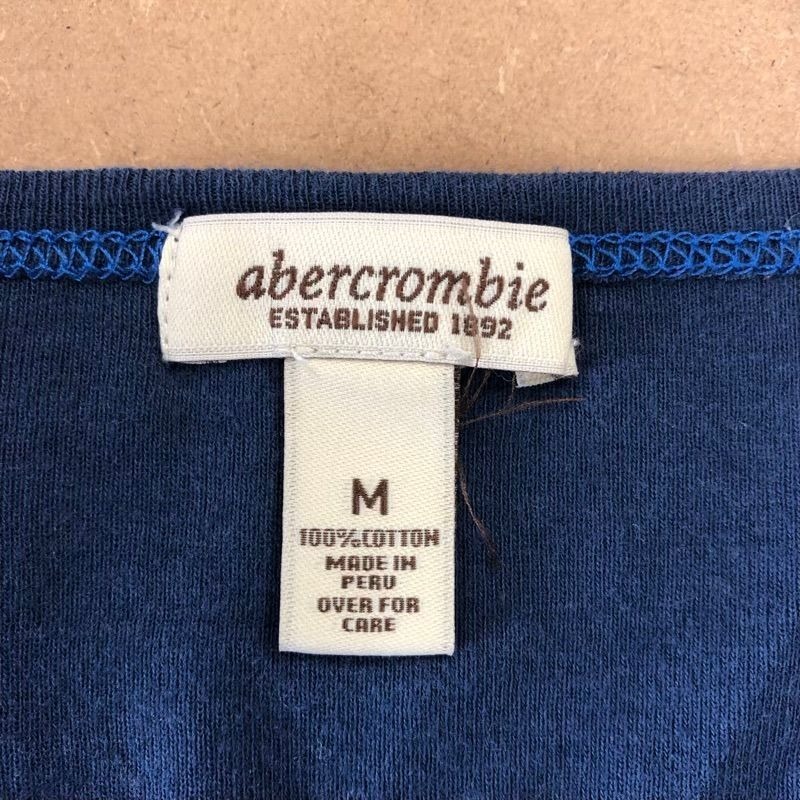 abercrombie
ESTABLISHED 1892
M
100%COTTON
MADE IN
PERU
OVER FOR
CARE